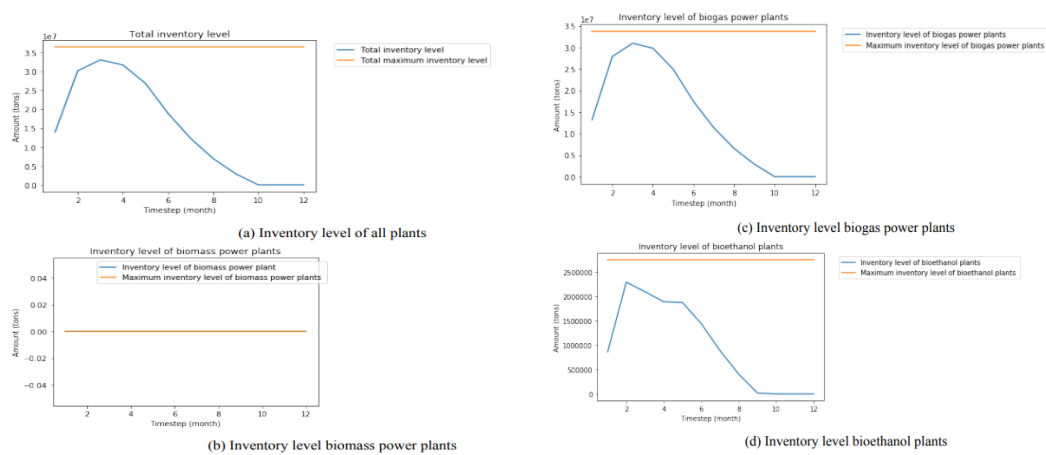 Total inventory level
1e7
3.5
3.0
2.5
2.0
1.5
1.0
0.5
0.0
Amount (tons)
2 4 6 8 10 12
Timestep (month)
Total inventory level
Total maximum inventory level
(a) Inventory level of all plants
Inventory level of biomass power plants
Inventory level of biomass power plant
Maximum inventory level of biomass power plants
0.04
0.02
0.00
−0.02
−0.04
Amount (tons)
2 4 6 8 10 12
Timestep (month)
(b) Inventory level biomass power plants
Inventory level of biogas power plants
1e7
3.5
3.0
2.5
2.0
1.5
1.0
0.5
0.0
Amount (tons)
2 4 6 8 10 12
Timestep (month)
Inventory level of biogas power plants
Maximum inventory level of biogas power plants
(c) Inventory level biogas power plants
Inventory level of bioethanol plants
2500000
2000000
1500000
1000000
500000
0
Amount (tons)
2 4 6 8 10 12
Timestep (month)
Inventory level of bioethanol plants
Maximum inventory level of bioethanol plants
(d) Inventory level bioethanol plants